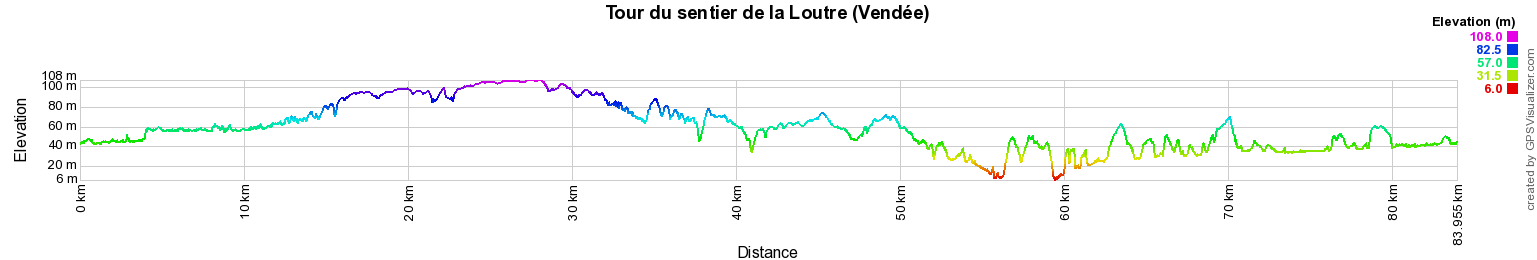 Tour du sentier de la Loutre (Vendée)
Elevation (m)
108.0
82.5
57.0
31.5
6.0
108 m
100 m
80 m
60 m
40 m
20 m
6 m
Elevation
0 km
10 km
20 km
30 km
40 km
50 km
60 km
70 km
80 km
83.955 km
Distance
created by GPSVisualizer.com